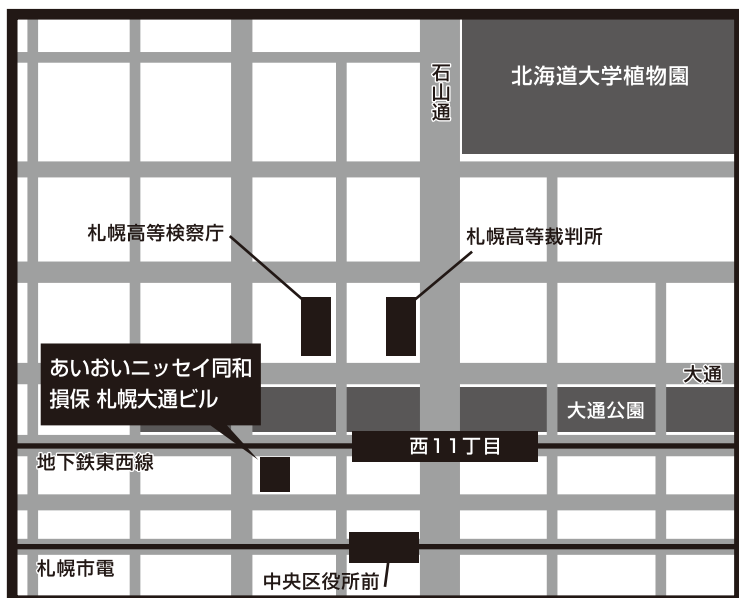 北海道大学植物園
石山通
札幌高等検察庁
札幌高等裁判所
あいおいニッセイ同和
損保 札幌大通ビル
大通
大通公園
西11丁目
地下鉄東西線
札幌市電
中央区役所前